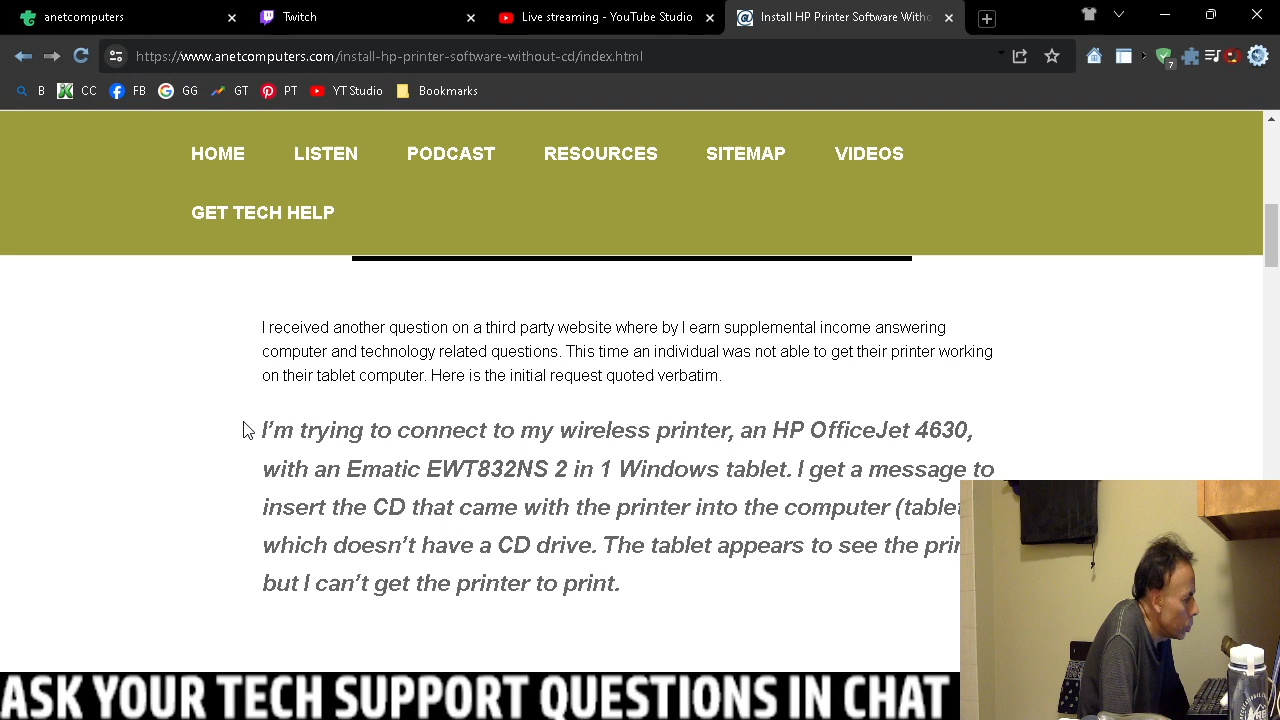 anetcomputers
Twitch
Live streaming - YouTube Studio
Install HP Printer Software Witho
https://www.anetcomputers.com/install-hp-printer-software-without-cd/index.html
7
B CC FB GG GT PT YT Studio Bookmarks
HOME LISTEN PODCAST RESOURCES SITEMAP VIDEOS
GET TECH HELP
I received another question on a third party website where by I earn supplemental income answering
computer and technology related questions. This time an individual was not able to get their printer working
on their tablet computer. Here is the initial request quoted verbatim.
I'm trying to connect to my wireless printer, an HP OfficeJet 4630,
with an Ematic EWT832NS 2 in 1 Windows tablet. I get a message to
insert the CD that came with the printer into the computer (tablet
which doesn't have a CD drive. The tablet appears to see the prin
but I can't get the printer to print.
ASK YOUR TECH SUPPORT QUESTIONS IN CHAT